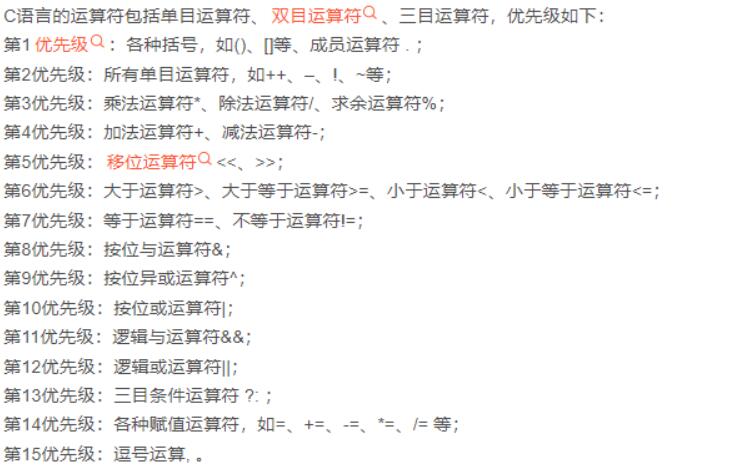 C语言的运算符包括单目运算符、双目运算符、三目运算符，优先级如下：
第1优先级：各种括号，如()、[]等、成员运算符 . ；
第2优先级：所有单目运算符，如++、–、!、~等；
第3优先级：乘法运算符*、除法运算符/、求余运算符%；
第4优先级：加法运算符+、减法运算符-；
第5优先级：移位运算符<<、>>；
第6优先级：大于运算符>、大于等于运算符>=、小于运算符<、小于等于运算符<=；
第7优先级：等于运算符==、不等于运算符!=；
第8优先级：按位与运算符&；
第9优先级：按位异或运算符^；
第10优先级：按位或运算符|；
第11优先级：逻辑与运算符&&；
第12优先级：逻辑或运算符||；
第13优先级：三目条件运算符 ?: ；
第14优先级：各种赋值运算符，如=、+=、-=、*=、/= 等；
第15优先级：逗号运算, 。